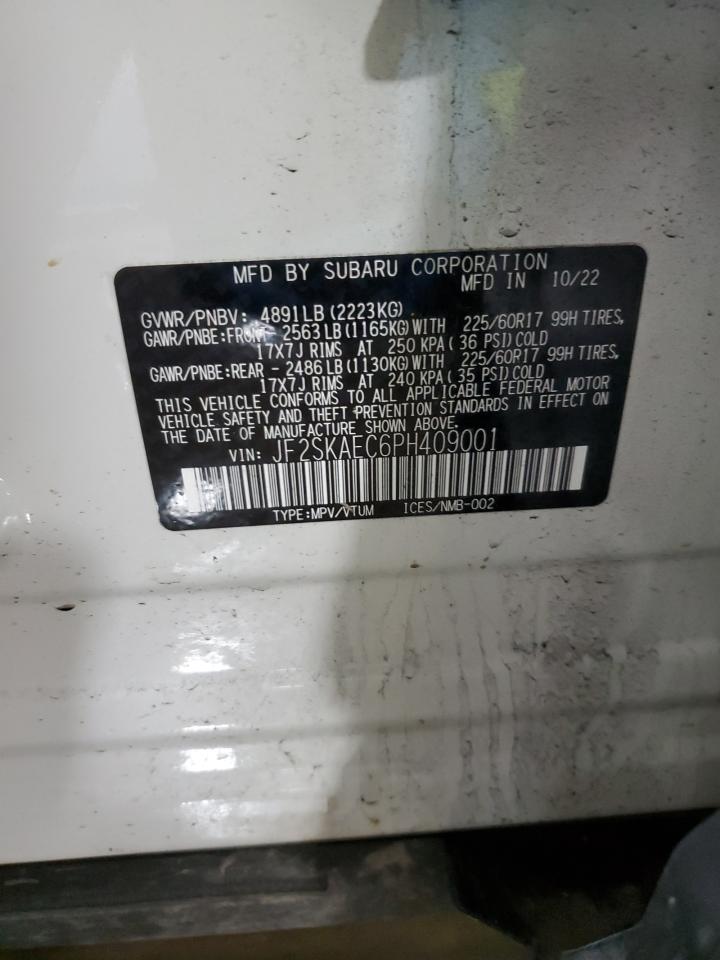 MFD BY SUBARU CORPORATION
MFD IN 10/22
GVWR/PNBV: 4891LB(2223KG)
GAWR/PNBE:FRONT- 2563LB(1165KG)WITH 225/60R17 99H TIRES,
17X7J RIMS AT 250 KPA( 36 PSI)COLD
GAWR/PNBE:REAR - 2486LB(1130KG)WITH 225/60R17 99H TIRES,
17X7J RIMS AT 240 KPA( 35 PSI)COLD
THIS VEHICLE CONFORMS TO ALL APPLICABLE FEDERAL MOTOR
VEHICLE SAFETY AND THEFT PREVENTION STANDARDS IN EFFECT ON
THE DATE OF MANUFACTURE SHOWN ABOVE.
VIN: JF2SKAEC6PH409001
TYPE:MPV/VTUM ICES/NMB-002